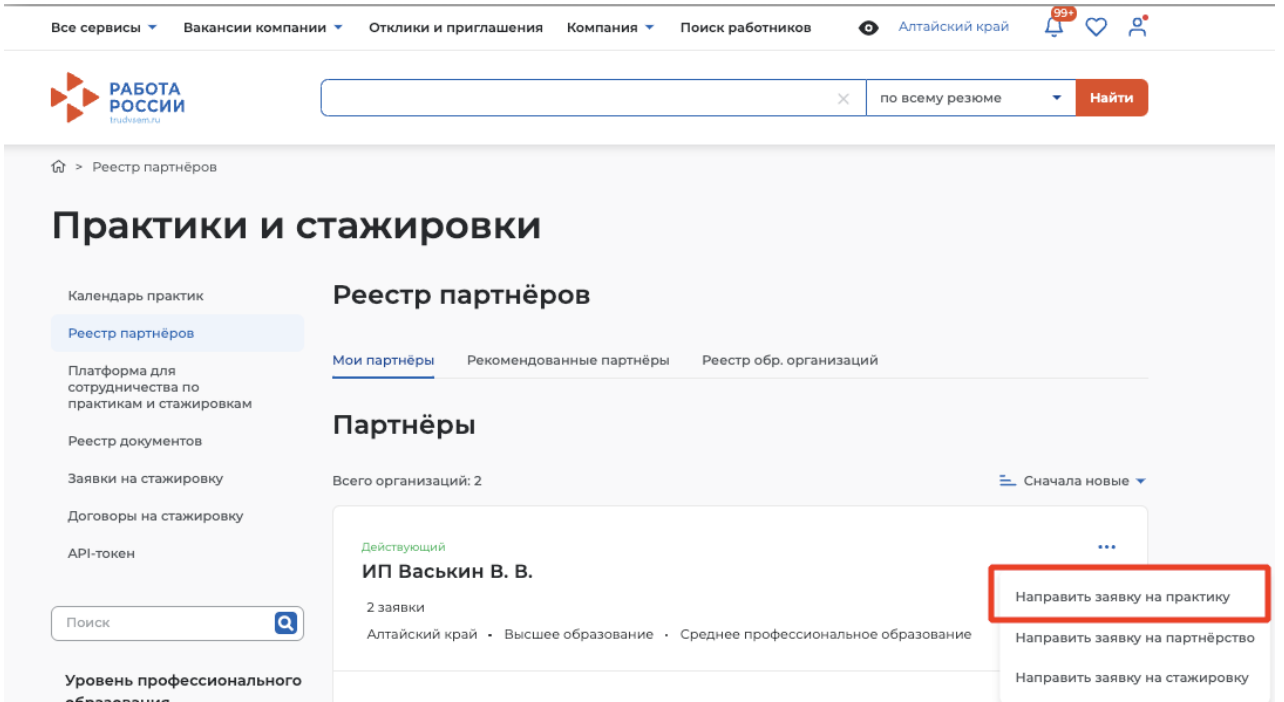 Все сервисы Вакансии компании Отклики и приглашения Компания Поиск работников Алтайский край 99+
РАБОТА
РОССИИ
trudvsem.ru
по всему резюме Найти
> Реестр партнёров
Практики и стажировки
Календарь практик
Реестр партнёров
Платформа для
сотрудничества по
практикам и стажировкам
Реестр документов
Заявки на стажировку
Договоры на стажировку
API-токен
Поиск
Уровень профессионального
образования
Реестр партнёров
Мои партнёры Рекомендованные партнёры Реестр обр. организаций
Партнёры
Всего организаций: 2 Сначала новые
Действующий
ИП Васькин В. В.
2 заявки
Алтайский край • Высшее образование • Среднее профессиональное образование
Направить заявку на практику
Направить заявку на партнёрство
Направить заявку на стажировку